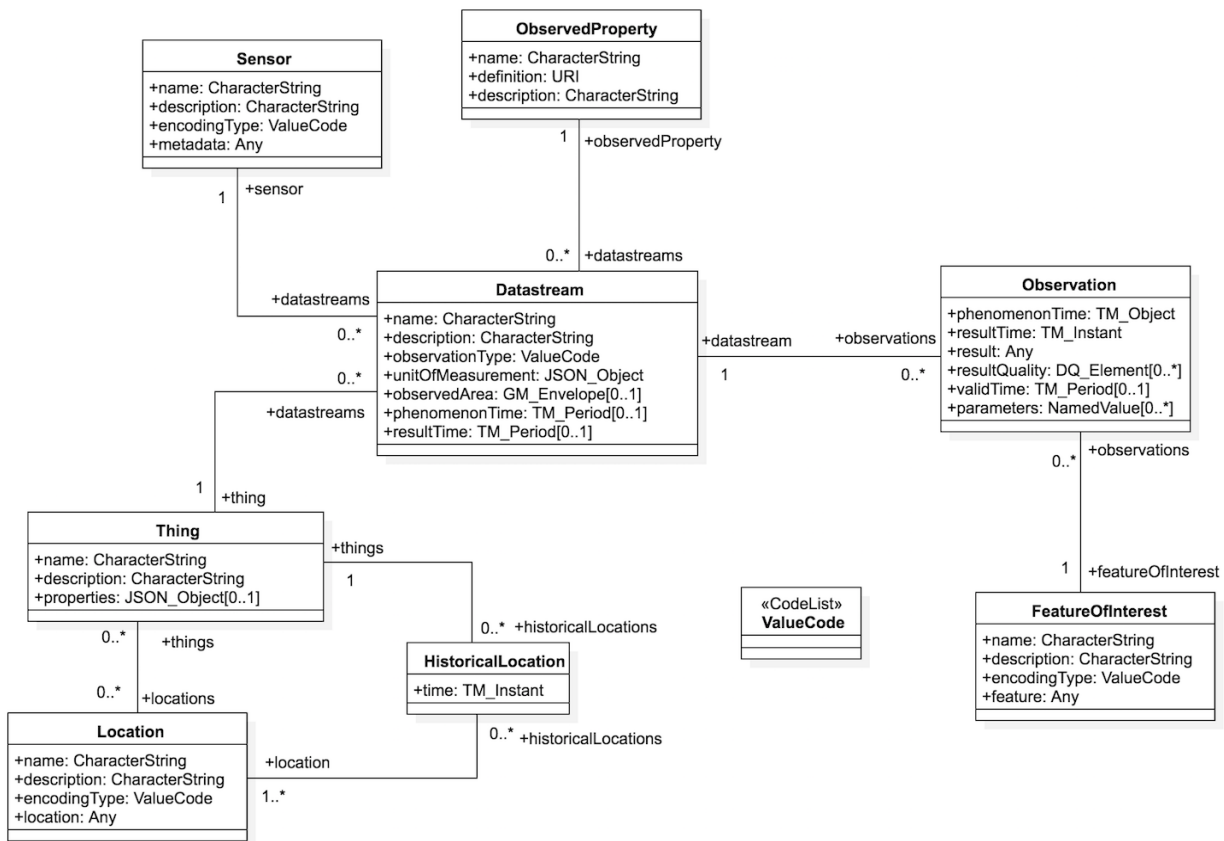 ObservedProperty
+name: CharacterString
+definition: URI
+description: CharacterString
Sensor
+name: CharacterString
+description: CharacterString
+encodingType: ValueCode
+metadata: Any
1
+observedProperty
1
+sensor
0..*
+datastreams
+datastreams
0..*
Datastream
+name: CharacterString
+description: CharacterString
+observationType: ValueCode
+unitOfMeasurement: JSON_Object
+observedArea: GM_Envelope[0..1]
+phenomenonTime: TM_Period[0..1]
+resultTime: TM_Period[0..1]
+datastream
1
+observations
0..*
Observation
+phenomenonTime: TM_Object
+resultTime: TM_Instant
+result: Any
+resultQuality: DQ_Element[0..*]
+validTime: TM_Period[0..1]
+parameters: NamedValue[0..*]
0..*
+datastreams
+observations
0..*
1
+thing
Thing
+name: CharacterString
+description: CharacterString
+properties: JSON_Object[0..1]
+things
1
0..*
+historicalLocations
1
+featureOfInterest
«CodeList»
ValueCode
FeatureOfInterest
+name: CharacterString
+description: CharacterString
+encodingType: ValueCode
+feature: Any
0..*
+things
HistoricalLocation
+time: TM_Instant
0..*
+locations
0..*
+historicalLocations
Location
+name: CharacterString
+description: CharacterString
+encodingType: ValueCode
+location: Any
+location
1..*